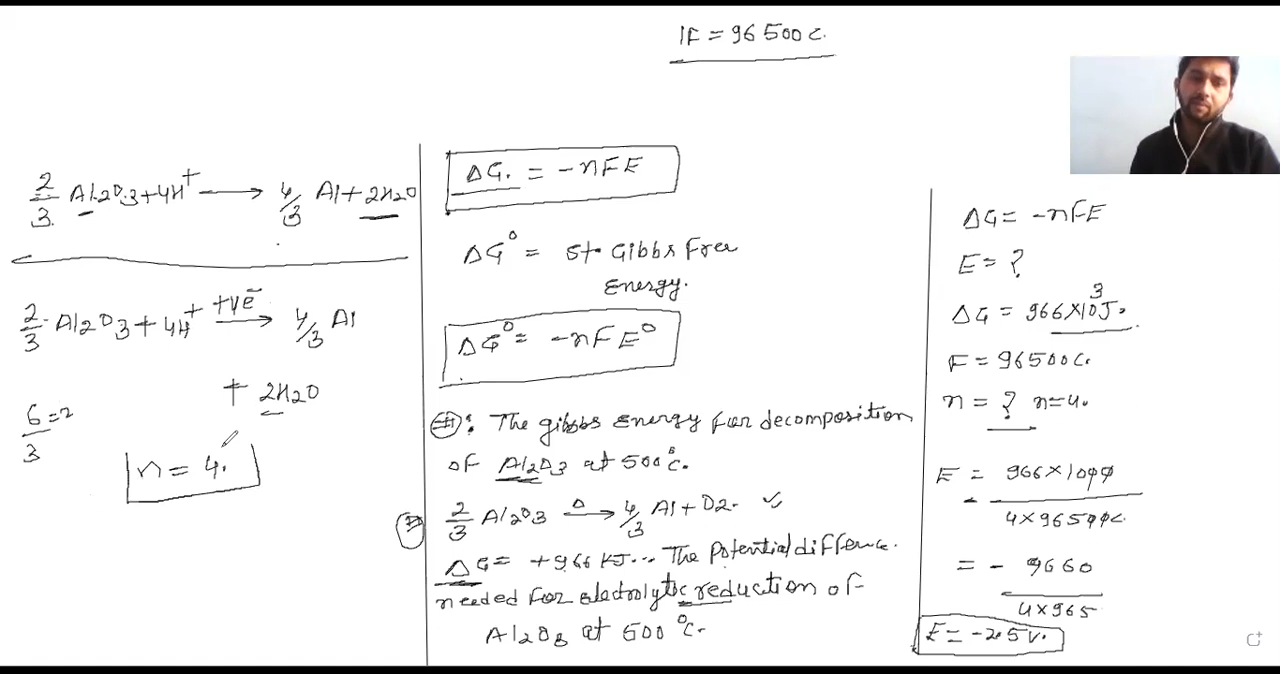 1F = 96500 C.
2/3 Al2O3 + 4H+ ⟶ 4/3 Al + 2H2O
2/3 Al2O3 + 4H+ +4e⁻ ⟶ 4/3 Al
+ 2H2O
6/3 = 2
n = 4.
ΔG. = -nFE
ΔG° = St. Gibbs Free
Energy.
ΔG° = -nFE°
: The gibbs energy for decomposition
of Al2O3 at 500°C.
2/3 Al2O3 Δ⟶ 4/3 Al + O2. ✓
ΔG = +966 KJ... The Potential difference.
needed for electrolytic reduction of
Al2O3 at 500°C.
ΔG = -nFE
E = ?
ΔG = 966×10³J.
F = 96500C.
n = ? n=4.
E = 966×1000 / 4×96500C.
= - 9660 / 4×965
E = -2.5V.